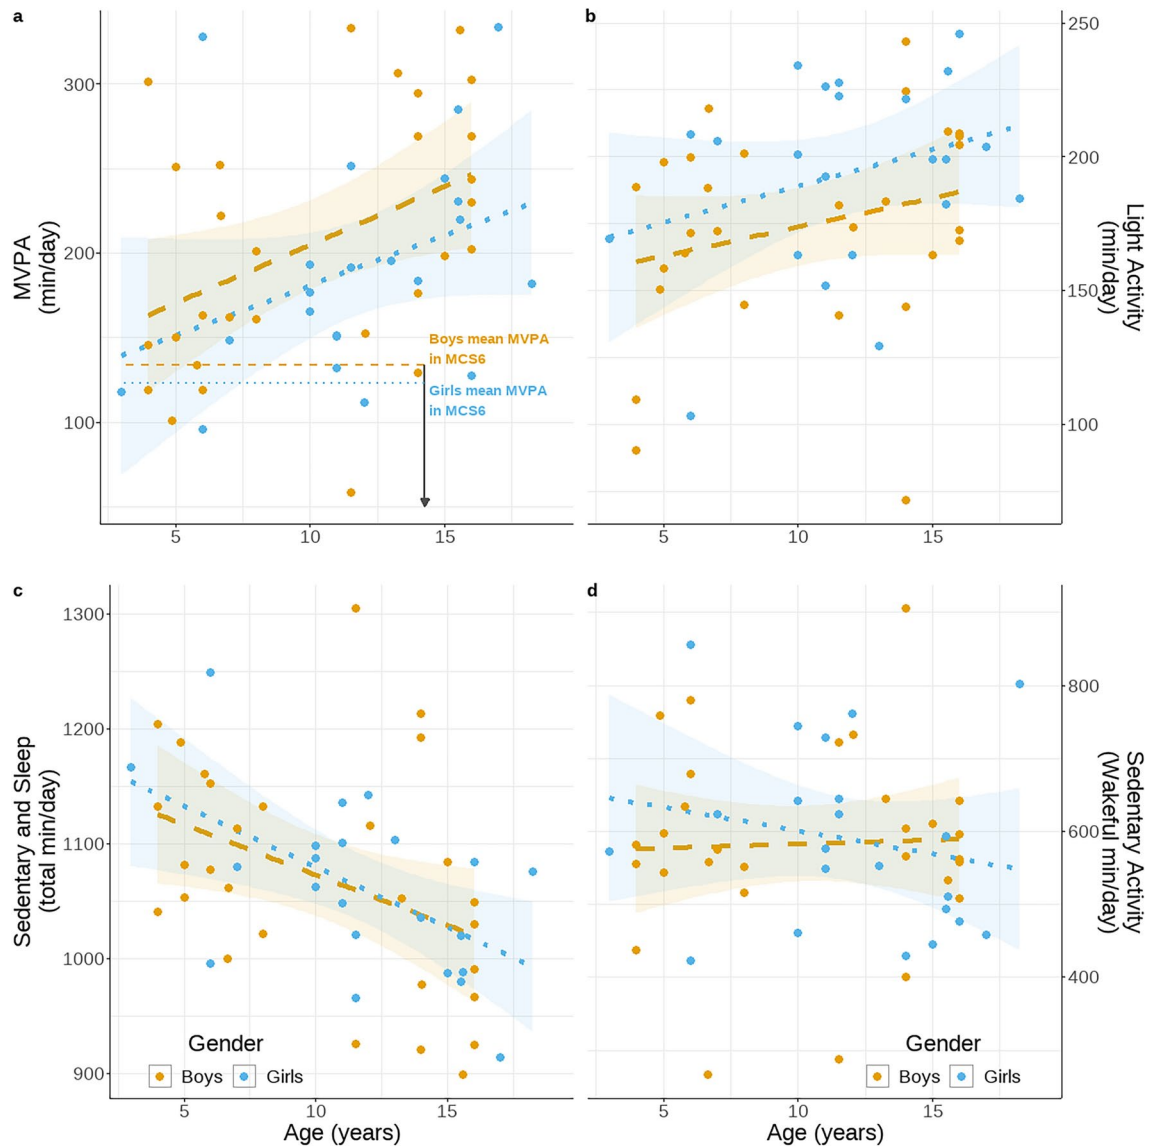 a
MVPA
(min/day)
300
200
100
Boys mean MVPA
in MCS6
Girls mean MVPA
in MCS6
5
10
15
b
250
200
150
100
Light Activity
(min/day)
5
10
15
c
Sedentary and Sleep
(total min/day)
1300
1200
1100
1000
900
Gender
Boys
Girls
5
10
15
Age (years)
d
800
600
400
Sedentary Activity
(Wakeful min/day)
Gender
Boys
Girls
5
10
15
Age (years)